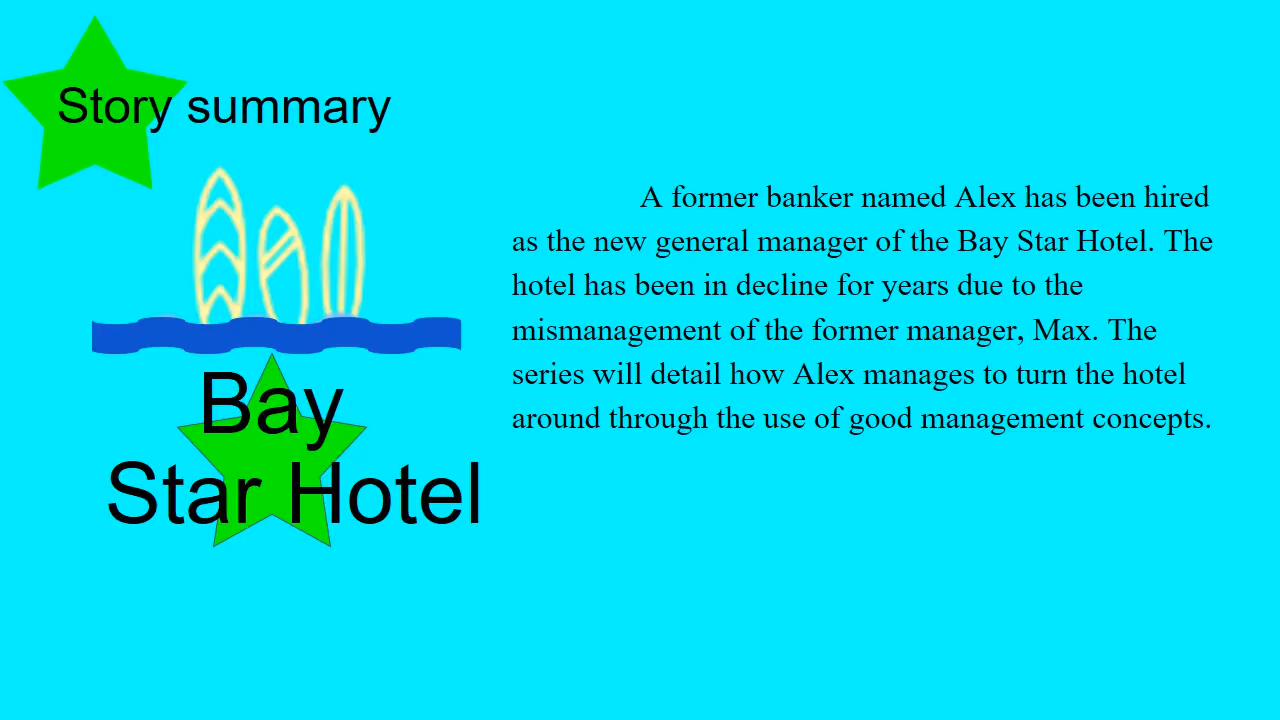 Story summary
Bay
Star Hotel
A former banker named Alex has been hired
as the new general manager of the Bay Star Hotel. The
hotel has been in decline for years due to the
mismanagement of the former manager, Max. The
series will detail how Alex manages to turn the hotel
around through the use of good management concepts.